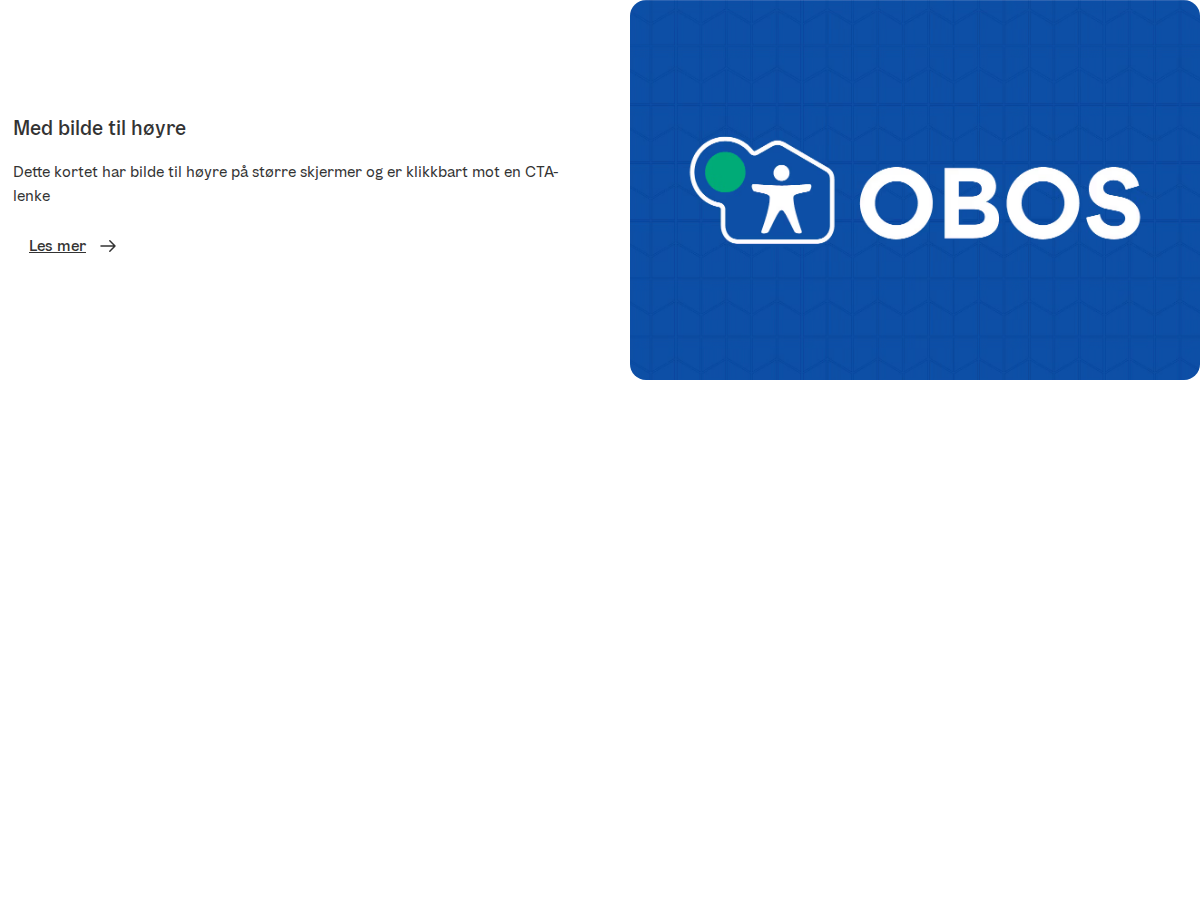 Med bilde til høyre
Dette kortet har bilde til høyre på større skjermer og er klikkbart mot en CTA-
lenke
Les mer
OBOS